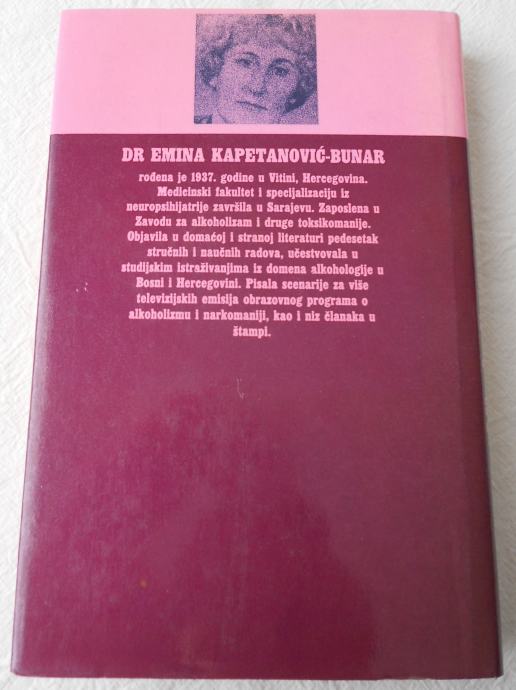 DR EMINA KAPETANOVIĆ-BUNAR
rođena je 1937. godine u Vitini, Hercegovina.
Medicinski fakultet i specijalizaciju iz
neuropsihijatrije završila u Sarajevu. Zaposlena u
Zavodu za alkoholizam i druge toksikomanije.
Objavila u domaćoj i stranoj literaturi pedesetak
stručnih i naučnih radova, učestvovala u
studijskim istraživanjima iz domena alkohologije u
Bosni i Hercegovini. Pisala scenarije za više
televizijskih emisija obrazovnog programa o
alkoholizmu i narkomaniji, kao i niz članaka u
štampi.